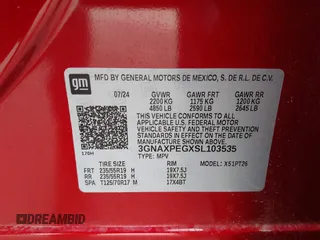 gm
MFD BY GENERAL MOTORS DE MEXICO, S. DE R.L. DE C.V.
07/24 GVWR GAWR FRT GAWR RR
2200 KG 1175 KG 1200 KG
4850 LB 2590 LB 2645 LB
THIS VEHICLE CONFORMS TO ALL
APPLICABLE U.S. FEDERAL MOTOR
VEHICLE SAFETY, BUMPER, AND THEFT
PREVENTION STANDARDS IN EFFECT ON
THE DATE OF MANUFACTURE SHOWN ABOVE.
3GNAXPEGXSL103535
TYPE: MPV
TIRE SIZE RIM MODEL: X51PT26
FRT 235/55R19 H 19X7.5J
RR 235/55R19 H 19X7.5J
SPA T125/70R17 M 17X4BT
DREAMBID